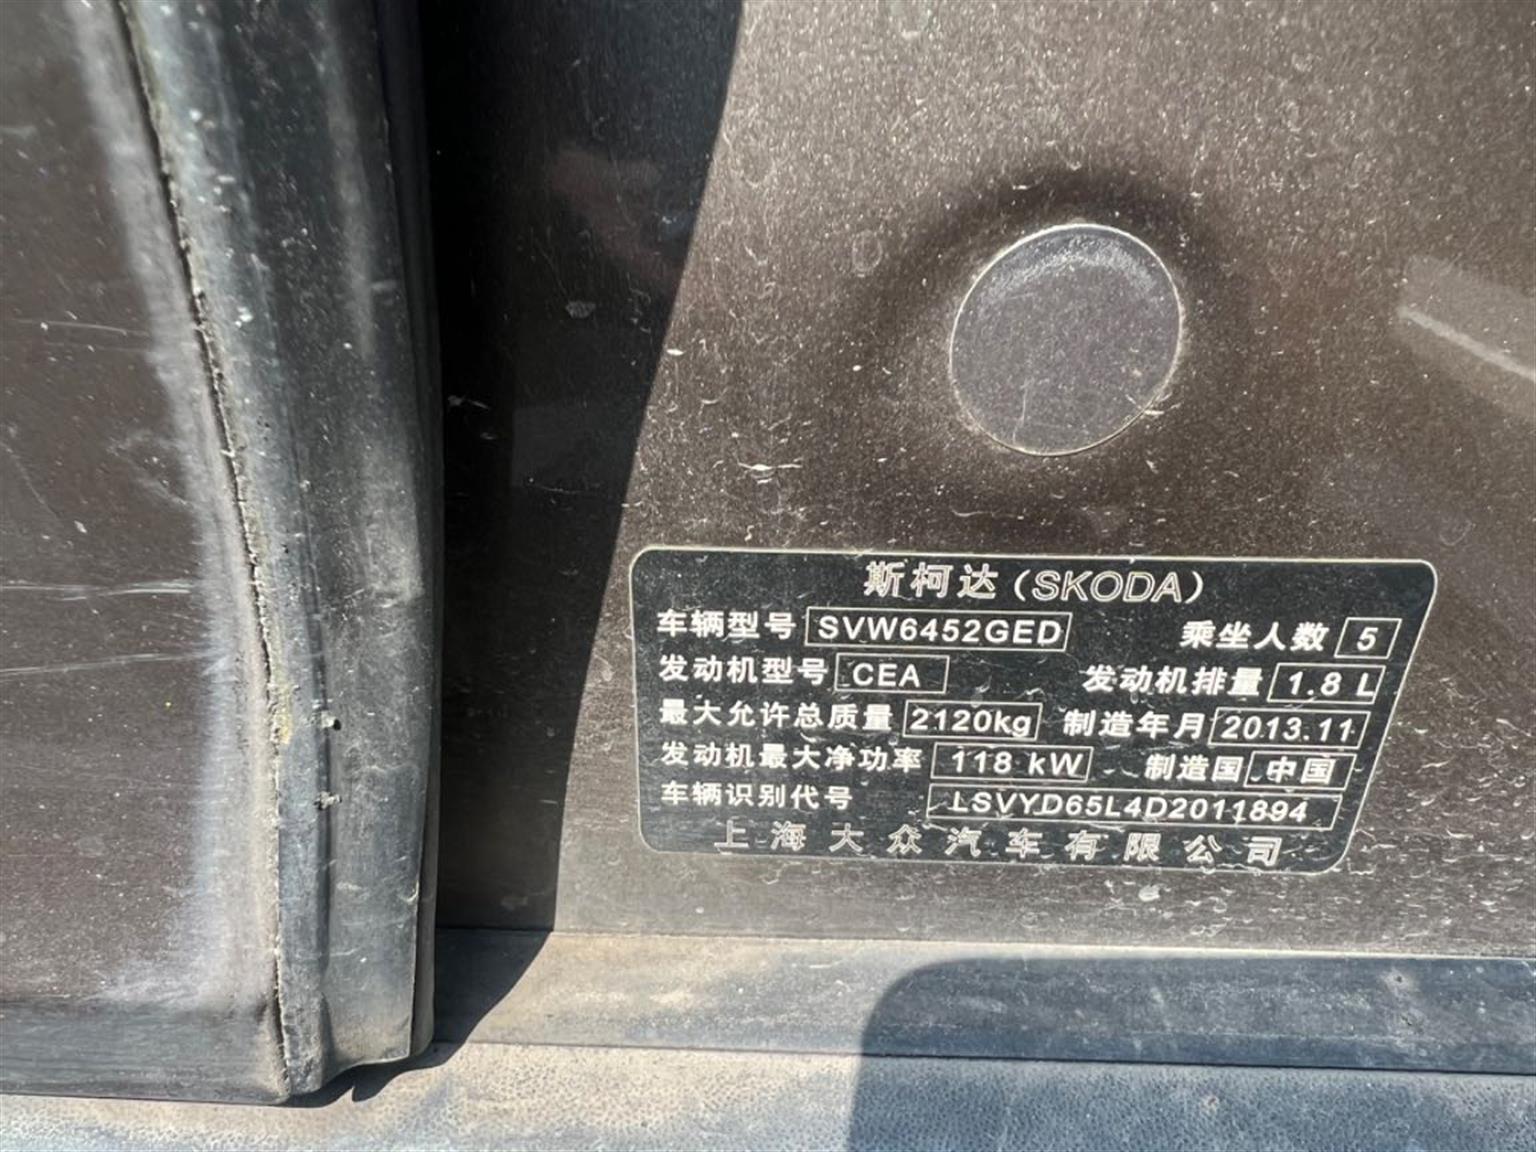 斯柯达(SKODA)
车辆型号 SVW6452GED 乘坐人数 5
发动机型号 CEA 发动机排量 1.8 L
最大允许总质量 2120kg 制造年月 2013.11
发动机最大净功率 118 kW 制造国 中国
车辆识别代号 LSVYD65L4D2011894
上海大众汽车有限公司